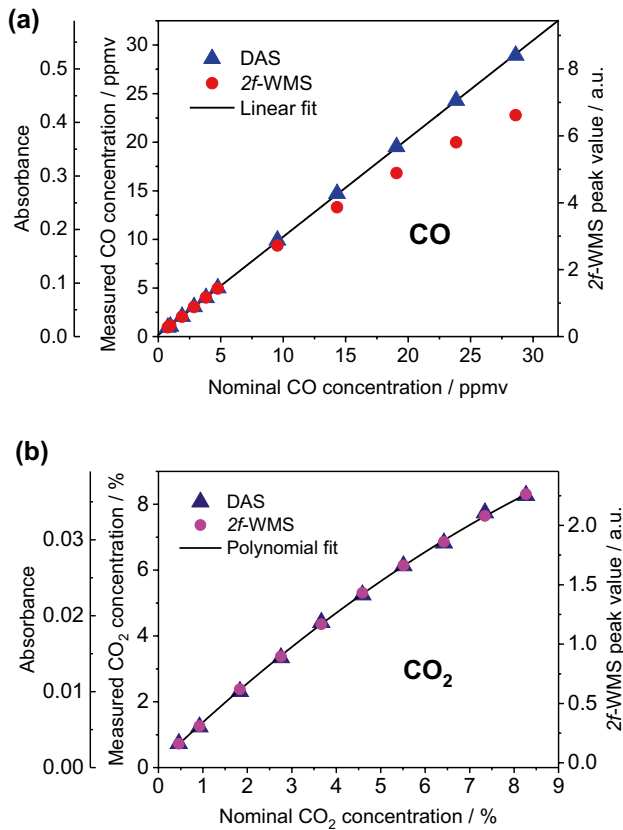 (a)
Absorbance
0.5
0.4
0.3
0.2
0.1
0.0
Measured CO concentration / ppmv
30
25
20
15
10
5
0
DAS
2f-WMS
Linear fit
CO
8
6
4
2
0
2f-WMS peak value / a.u.
0 5 10 15 20 25 30
Nominal CO concentration / ppmv
(b)
Absorbance
0.03
0.02
0.01
0.00
Measured CO₂ concentration / %
8
6
4
2
0
DAS
2f-WMS
Polynomial fit
CO₂
2.0
1.5
1.0
0.5
0.0
2f-WMS peak value / a.u.
0 1 2 3 4 5 6 7 8 9
Nominal CO₂ concentration / %